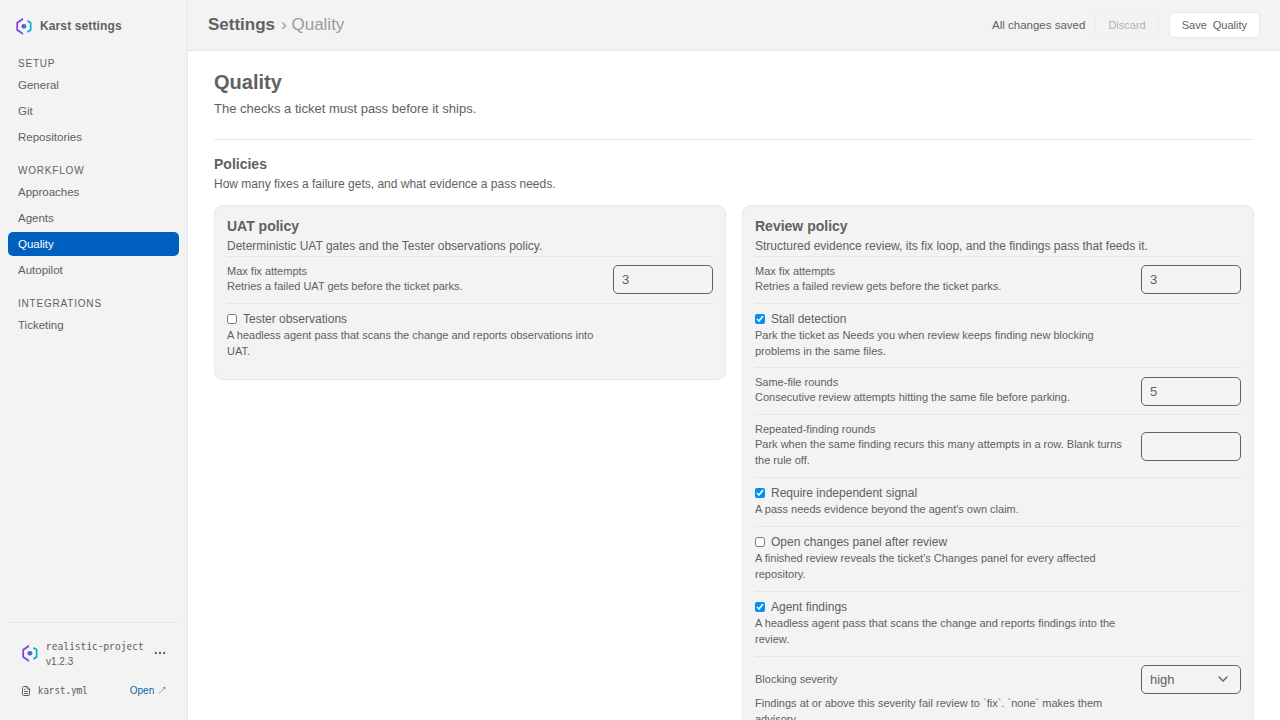 Karst settings
SETUP
General
Git
Repositories
WORKFLOW
Approaches
Agents
Quality
Autopilot
INTEGRATIONS
Ticketing
realistic-project
v1.2.3
karst.yml
Open ↗
Settings › Quality
All changes saved
Discard
Save Quality
Quality
The checks a ticket must pass before it ships.
Policies
How many fixes a failure gets, and what evidence a pass needs.
UAT policy
Deterministic UAT gates and the Tester observations policy.
Max fix attempts
Retries a failed UAT gets before the ticket parks.
3
Tester observations
A headless agent pass that scans the change and reports observations into
UAT.
Review policy
Structured evidence review, its fix loop, and the findings pass that feeds it.
Max fix attempts
Retries a failed review gets before the ticket parks.
3
Stall detection
Park the ticket as Needs you when review keeps finding new blocking
problems in the same files.
Same-file rounds
Consecutive review attempts hitting the same file before parking.
5
Repeated-finding rounds
Park when the same finding recurs this many attempts in a row. Blank turns
the rule off.
Require independent signal
A pass needs evidence beyond the agent's own claim.
Open changes panel after review
A finished review reveals the ticket's Changes panel for every affected
repository.
Agent findings
A headless agent pass that scans the change and reports findings into the
review.
Blocking severity
high
Findings at or above this severity fail review to `fix`. `none` makes them
advisory.